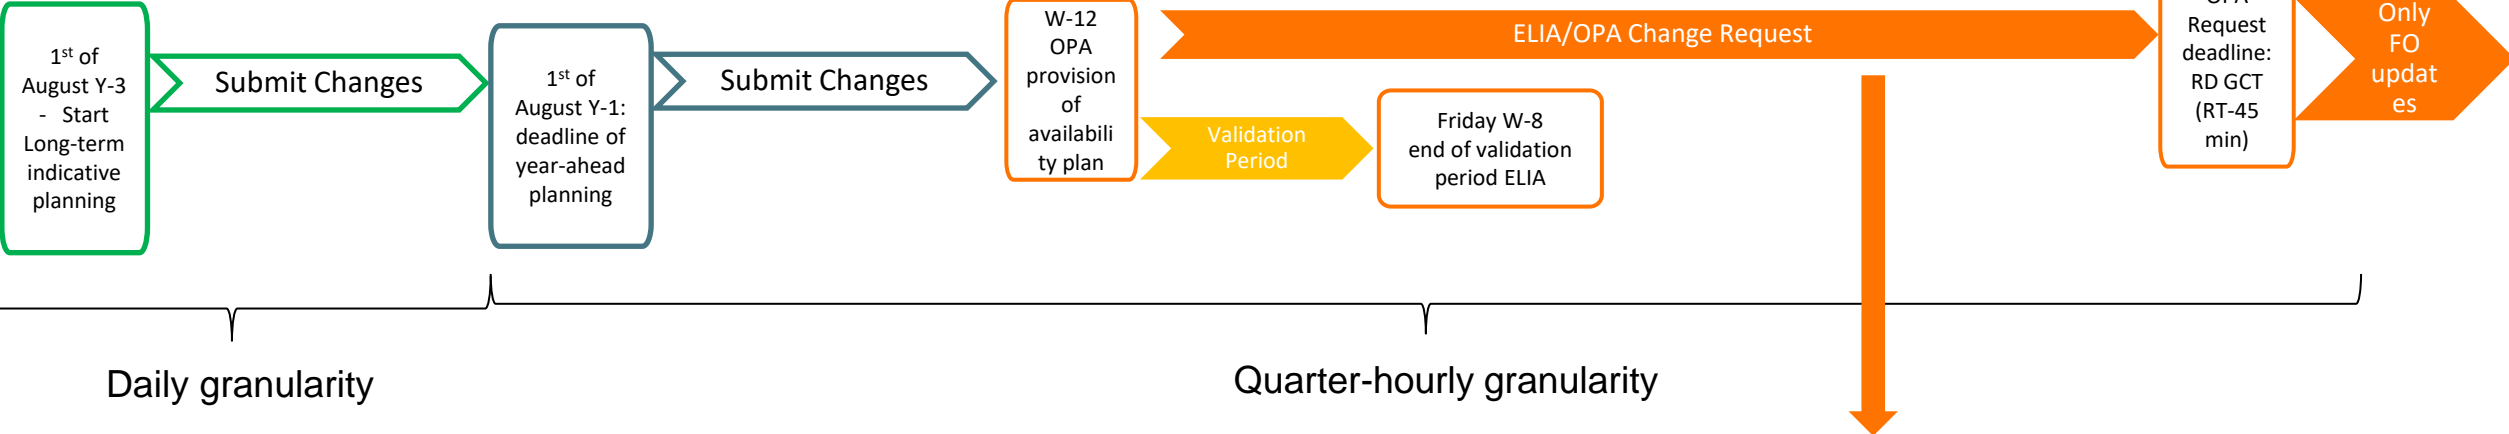 1st of
August Y-3
- Start
Long-term
indicative
planning
Submit Changes
1st of
August Y-1:
deadline of
year-ahead
planning
Submit Changes
W-12
OPA
provision
of
availabili
ty plan
ELIA/OPA Change Request
Validation
Period
Friday W-8
end of validation
period ELIA
OPA
Request
deadline:
RD GCT
(RT-45
min)
Only
FO
updat
es
Daily granularity
Quarter-hourly granularity